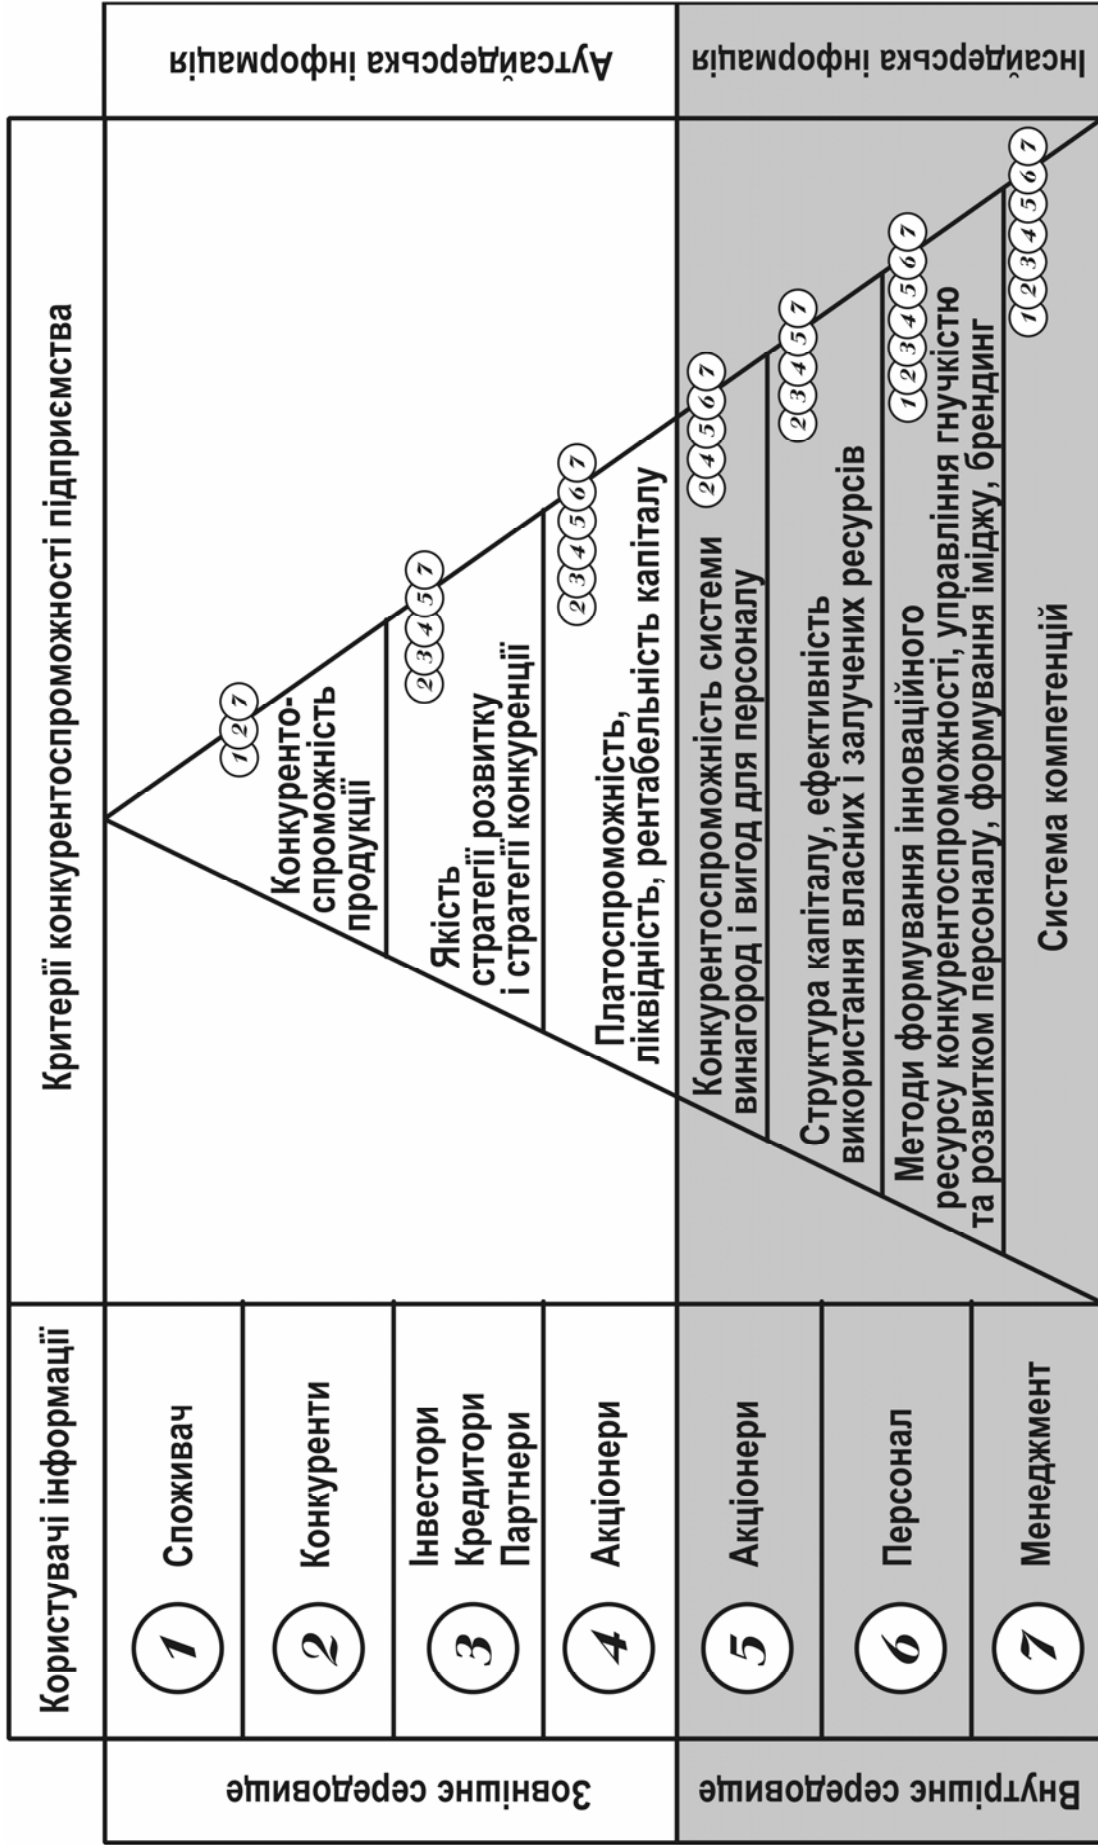 Користувачі інформації
Критерії конкурентоспроможності підприємства
Зовнішнє середовище
1
Споживач
2
Конкуренти
3
Інвестори
Кредитори
Партнери
4
Акціонери
Внутрішнє середовище
5
Акціонери
6
Персонал
7
Менеджмент
Конкуренто-
спроможність
продукції
1 2 7
Якість
стратегії розвитку
і стратегії конкуренції
2 3 4 5 7
Платоспроможність,
ліквідність, рентабельність капіталу
2 3 4 5 6 7
Конкурентоспроможність системи
винагород і вигод для персоналу
2 4 5 6 7
Структура капіталу, ефективність
використання власних і залучених ресурсів
2 3 4 5 7
Методи формування інноваційного
ресурсу конкурентоспроможності, управління гнучкістю
та розвитком персоналу, формування іміджу, брендинг
1 2 3 4 5 6 7
Система компетенцій
1 2 3 4 5 6 7
Аутсайдерська інформація
Інсайдерська інформація